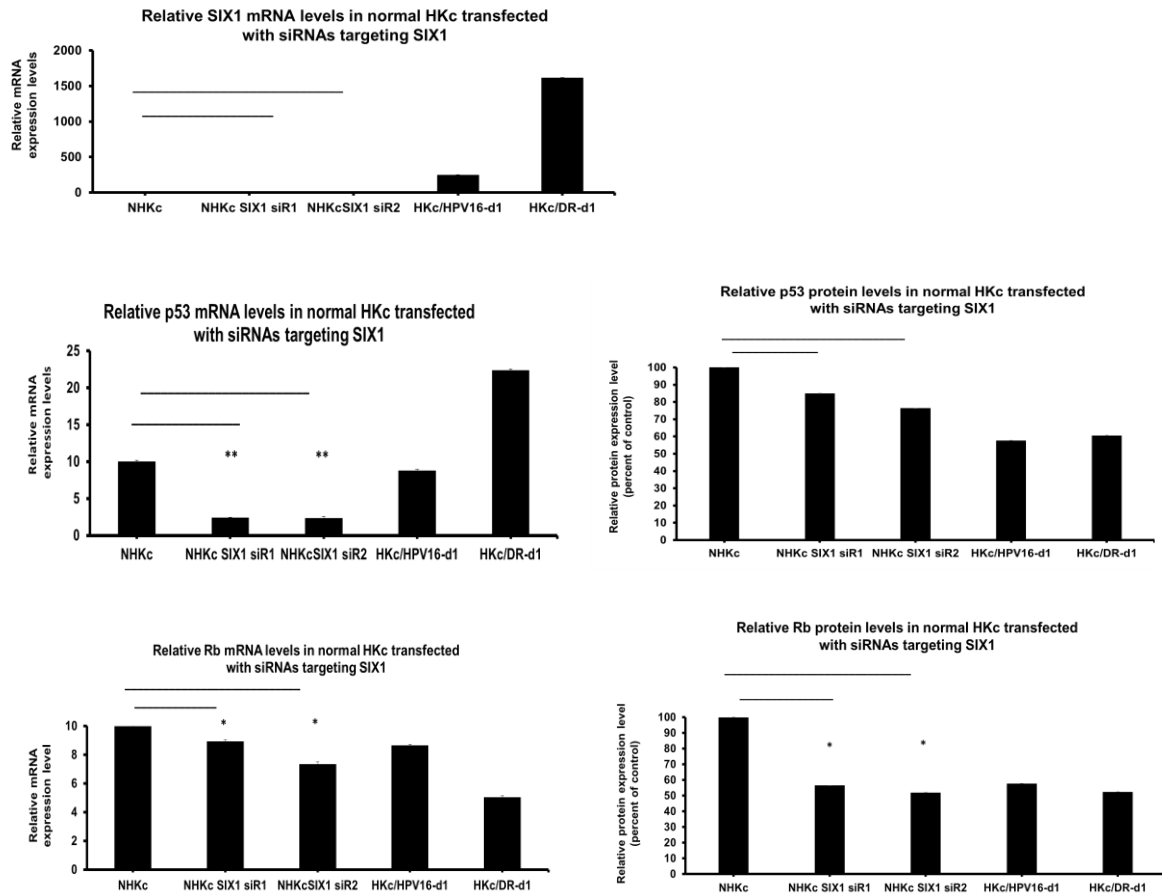 Relative SIX1 mRNA levels in normal HKc transfected
with siRNAs targeting SIX1
Relative mRNA
expression levels
2000
1500
1000
500
0
NHKc NHKc SIX1 siR1 NHKcSIX1 siR2 HKc/HPV16-d1 HKc/DR-d1
Relative p53 mRNA levels in normal HKc transfected
with siRNAs targeting SIX1
Relative mRNA
expression levels
25
20
15
10
5
0
** **
NHKc NHKc SIX1 siR1 NHKcSIX1 siR2 HKc/HPV16-d1 HKc/DR-d1
Relative p53 protein levels in normal HKc transfected
with siRNAs targeting SIX1
Relative protein expression level
(percent of control)
100
90
80
70
60
50
40
30
20
10
0
NHKc NHKc SIX1 siR1 NHKc SIX1 siR2 HKc/HPV16-d1 HKc/DR-d1
Relative Rb mRNA levels in normal HKc transfected
with siRNAs targeting SIX1
Relative mRNA
expression level
10
8
6
4
2
0
* *
NHKc NHKc SIX1 siR1 NHKcSIX1 siR2 HKc/HPV16-d1 HKc/DR-d1
Relative Rb protein levels in normal HKc transfected
with siRNAs targeting SIX1
Relative protein expression level
(percent of control)
100
90
80
70
60
50
40
30
20
10
0
* *
NHKc NHKc SIX1 siR1 NHKc SIX1 siR2 HKc/HPV16-d1 HKc/DR-d1